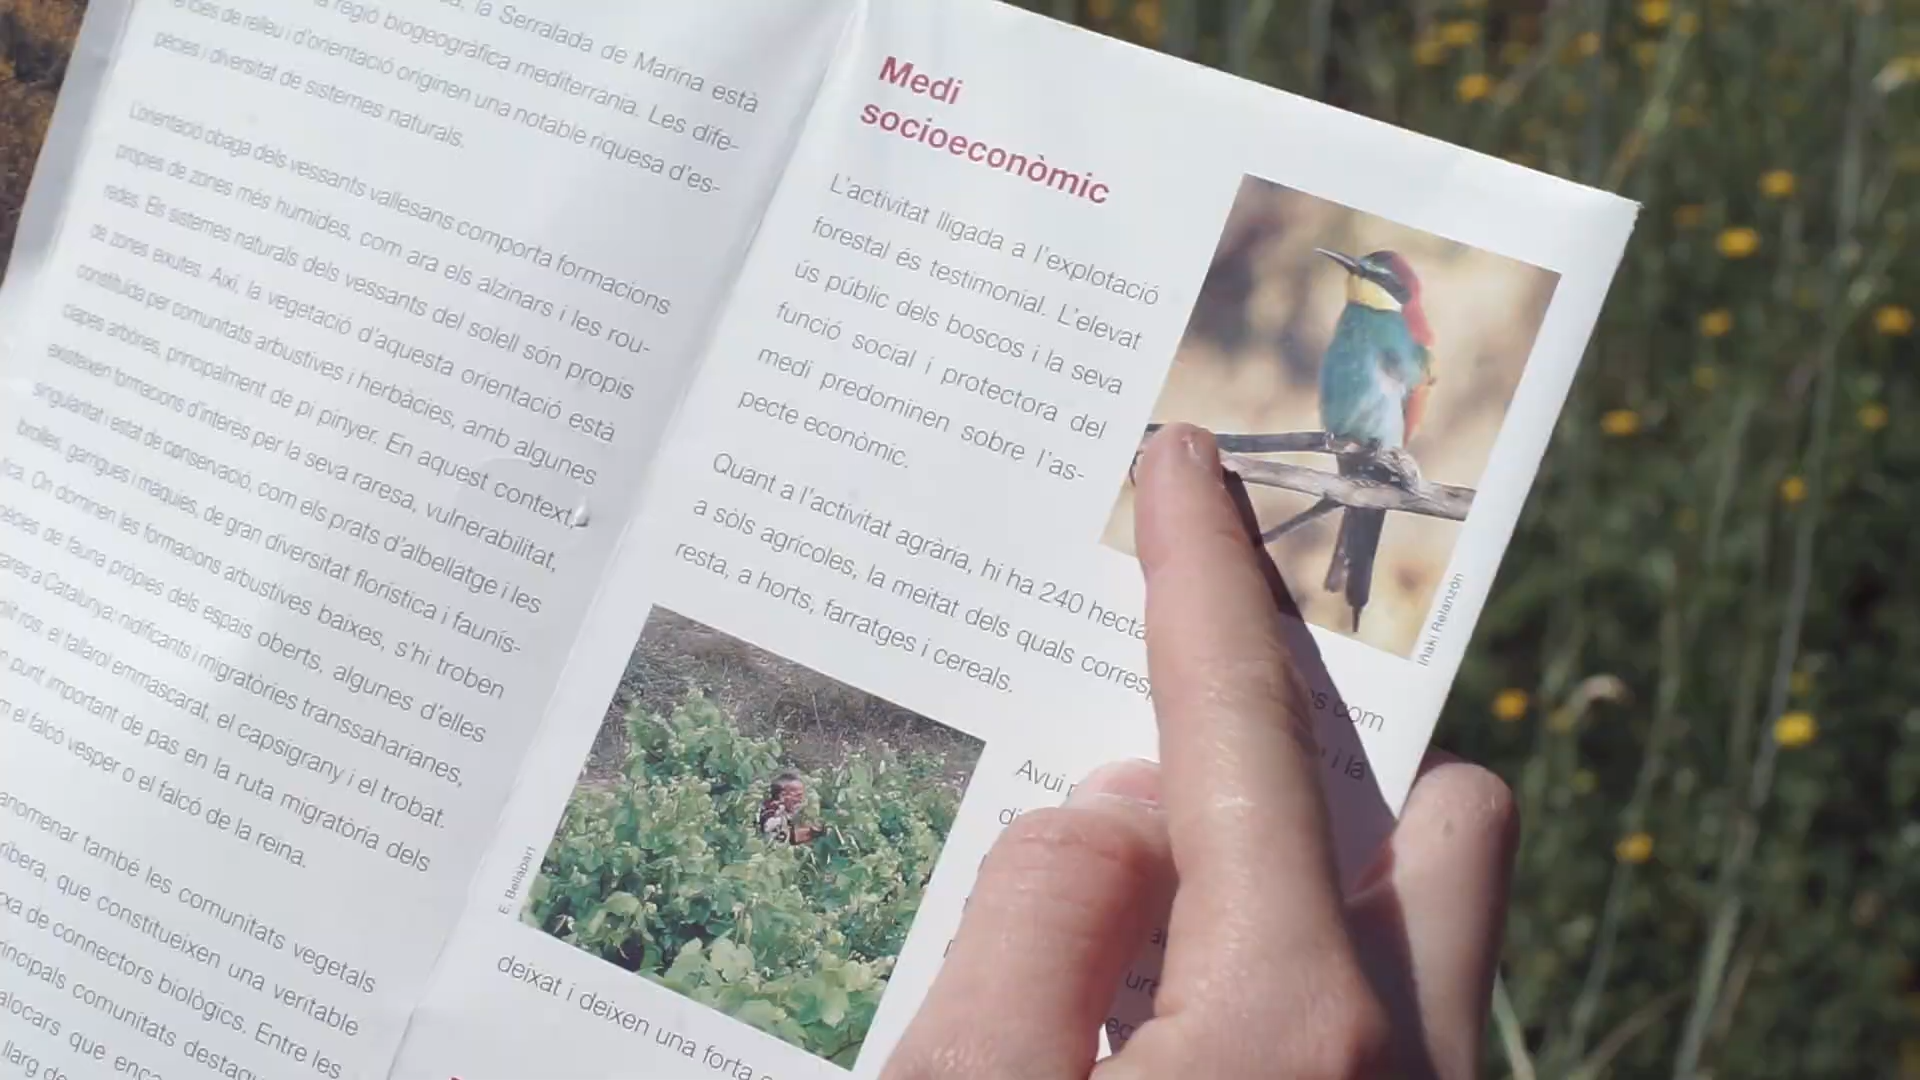 la Serralada de Marina està
regió biogeogràfica mediterrània. Les dife-
de relleu i d'orientació originen una notable riquesa d'es-
pècies i diversitat de sistemes naturals.
L'orientació obaga dels vessants vallesans comporta formacions
pròpies de zones més humides, com ara els alzinars i les rou-
redes. Els sistemes naturals dels vessants del solell són propis
de zones eixutes. Així, la vegetació d'aquesta orientació està
constituïda per comunitats arbustives i herbàcies, amb algunes
clapes arbòries, principalment de pi pinyer. En aquest context,
existeixen formacions d'interès per la seva raresa, vulnerabilitat,
singularitat i estat de conservació, com els prats d'albellatge i les
brolles, garrigues i màquies, de gran diversitat florística i faunís-
tica. On dominen les formacions arbustives baixes, s'hi troben
espècies de fauna pròpies dels espais oberts, algunes d'elles
rares a Catalunya: nidificants i migratòries transsaharianes,
ros, el tallarol emmascarat, el capsigrany i el trobat.
punt important de pas en la ruta migratòria dels
el falcó vesper o el falcó de la reina.
anomenar també les comunitats vegetals
ribera, que constitueixen una veritable
xarxa de connectors biològics. Entre les
principals comunitats
que
llarg
Medi
socioeconòmic
L'activitat lligada a l'explotació
forestal és testimonial. L'elevat
ús públic dels boscos i la seva
funció social i protectora del
medi predominen sobre l'as-
pecte econòmic.
Quant a l'activitat agrària, hi ha 240
a sòls agrícoles, la meitat dels quals com
resta, a horts, farratges i cereals. i la
Iñaki Relanzón
Avui
E. Bellapart
deixat i deixen una forta